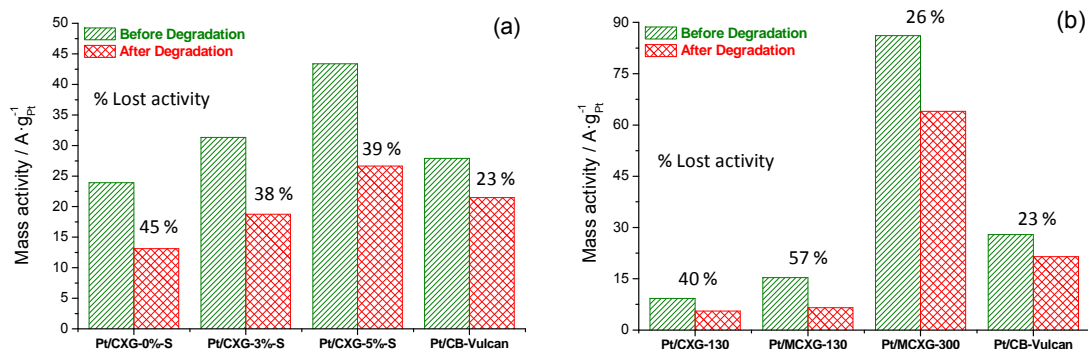 (a)
Before Degradation
After Degradation
% Lost activity
Mass activity / A·g⁻¹Pt
50
45
40
35
30
25
20
15
10
5
0
45 %
38 %
39 %
23 %
Pt/CXG-0%-S Pt/CXG-3%-S Pt/CXG-5%-S Pt/CB-Vulcan
(b)
Before Degradation
After Degradation
% Lost activity
Mass activity / A·g⁻¹Pt
90
75
60
45
30
15
0
40 %
57 %
26 %
23 %
Pt/CXG-130 Pt/MCXG-130 Pt/MCXG-300 Pt/CB-Vulcan